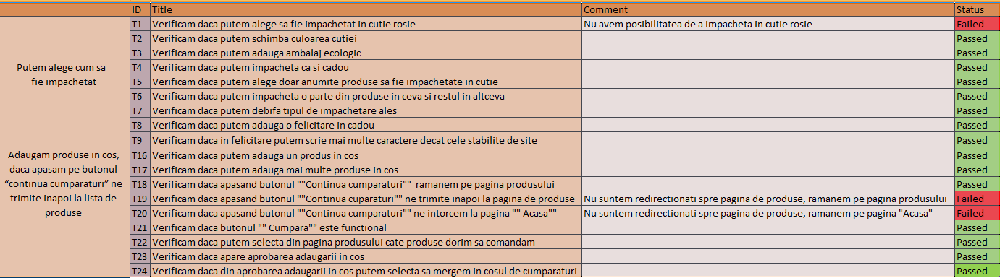 ID Title Comment Status
Putem alege cum sa
fie impachetat
T1 Verificam daca putem alege sa fie impachetat in cutie rosie Nu avem posibilitatea de a impacheta in cutie rosie Failed
T2 Verificam daca putem schimba culoarea cutiei Passed
T3 Verificam daca putem adauga ambalaj ecologic Passed
T4 Verificam daca putem impacheta ca si cadou Passed
T5 Verificam daca putem alege doar anumite produse sa fie impachetate in cutie Passed
T6 Verificam daca putem impacheta o parte din produse in ceva si restul in altceva Passed
T7 Verificam daca putem debifa tipul de impachetare ales Passed
T8 Verificam daca putem adauga o felicitare in cadou Passed
T9 Verificam daca in felicitare putem scrie mai multe caractere decat cele stabilite de site Passed
Adaugam produse in cos,
daca apasam pe butonul
“continua cumparaturi” ne
trimite inapoi la lista de
produse
T16 Verificam daca putem adauga un produs in cos Passed
T17 Verificam daca putem adauga mai multe produse in cos Passed
T18 Verificam daca apasand butonul ""Continua cumparaturi"" ramanem pe pagina produsului Passed
T19 Verificam daca apasand butonul ""Continua cuparaturi"" ne trimite inapoi la pagina de produse Nu suntem redirectionati spre pagina de produse, ramanem pe pagina produsului Failed
T20 Verificam daca apasand butonul ""Continua cumparaturi"" ne intorcem la pagina "" Acasa"" Nu suntem redirectionati spre pagina de produse, ramanem pe pagina "Acasa" Failed
T21 Verificam daca butonul "" Cumpara"" este functional Passed
T22 Verificam daca putem selecta din pagina produsului cate produse dorim sa comandam Passed
T23 Verificam daca apare aprobarea adaugarii in cos Passed
T24 Verificam daca din aprobarea adaugarii in cos putem selecta sa mergem in cosul de cumparaturi Passed